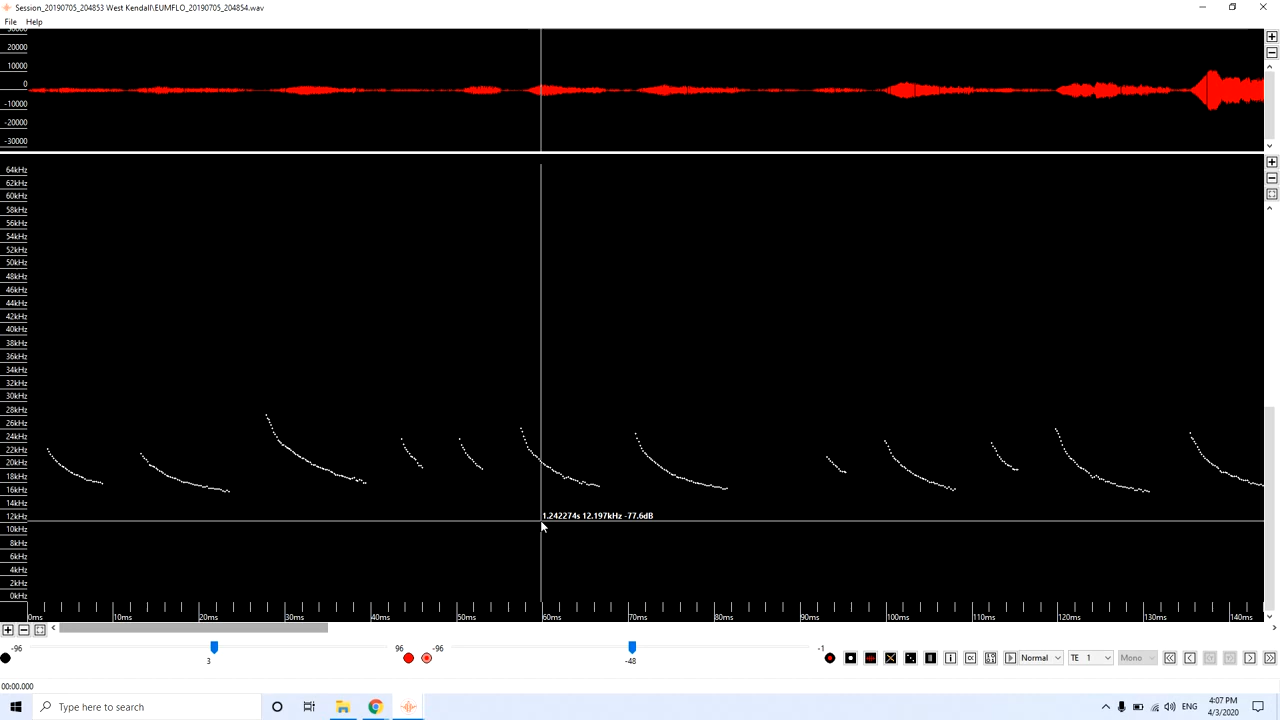 Session_20190705_204853 West Kendall\EUMFLO_20190705_204854.wav
File Help
30000
20000
10000
0
-10000
-20000
-30000
64kHz
62kHz
60kHz
58kHz
56kHz
54kHz
52kHz
50kHz
48kHz
46kHz
44kHz
42kHz
40kHz
38kHz
36kHz
34kHz
32kHz
30kHz
28kHz
26kHz
24kHz
22kHz
20kHz
18kHz
16kHz
14kHz
12kHz
10kHz
8kHz
6kHz
4kHz
2kHz
0kHz
1.242274s 12.197kHz -77.6dB
0ms 10ms 20ms 30ms 40ms 50ms 60ms 70ms 80ms 90ms 100ms 110ms 120ms 130ms 140ms
-96 96 -96 -1
3 -48
Normal TE 1 Mono
00:00.000
Type here to search
ENG
4:07 PM
4/3/2020